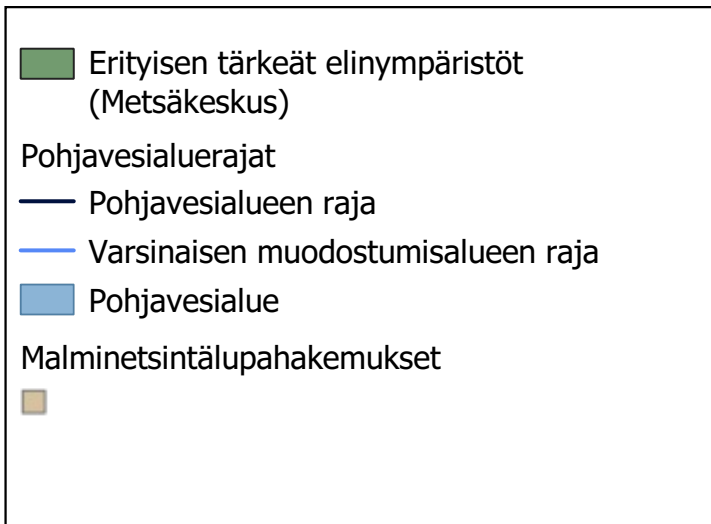 Erityisen tärkeät elinympäristöt
(Metsäkeskus)
Pohjavesialuerajat
Pohjavesialueen raja
Varsinaisen muodostumisalueen raja
Pohjavesialue
Malminetsintälupahakemukset